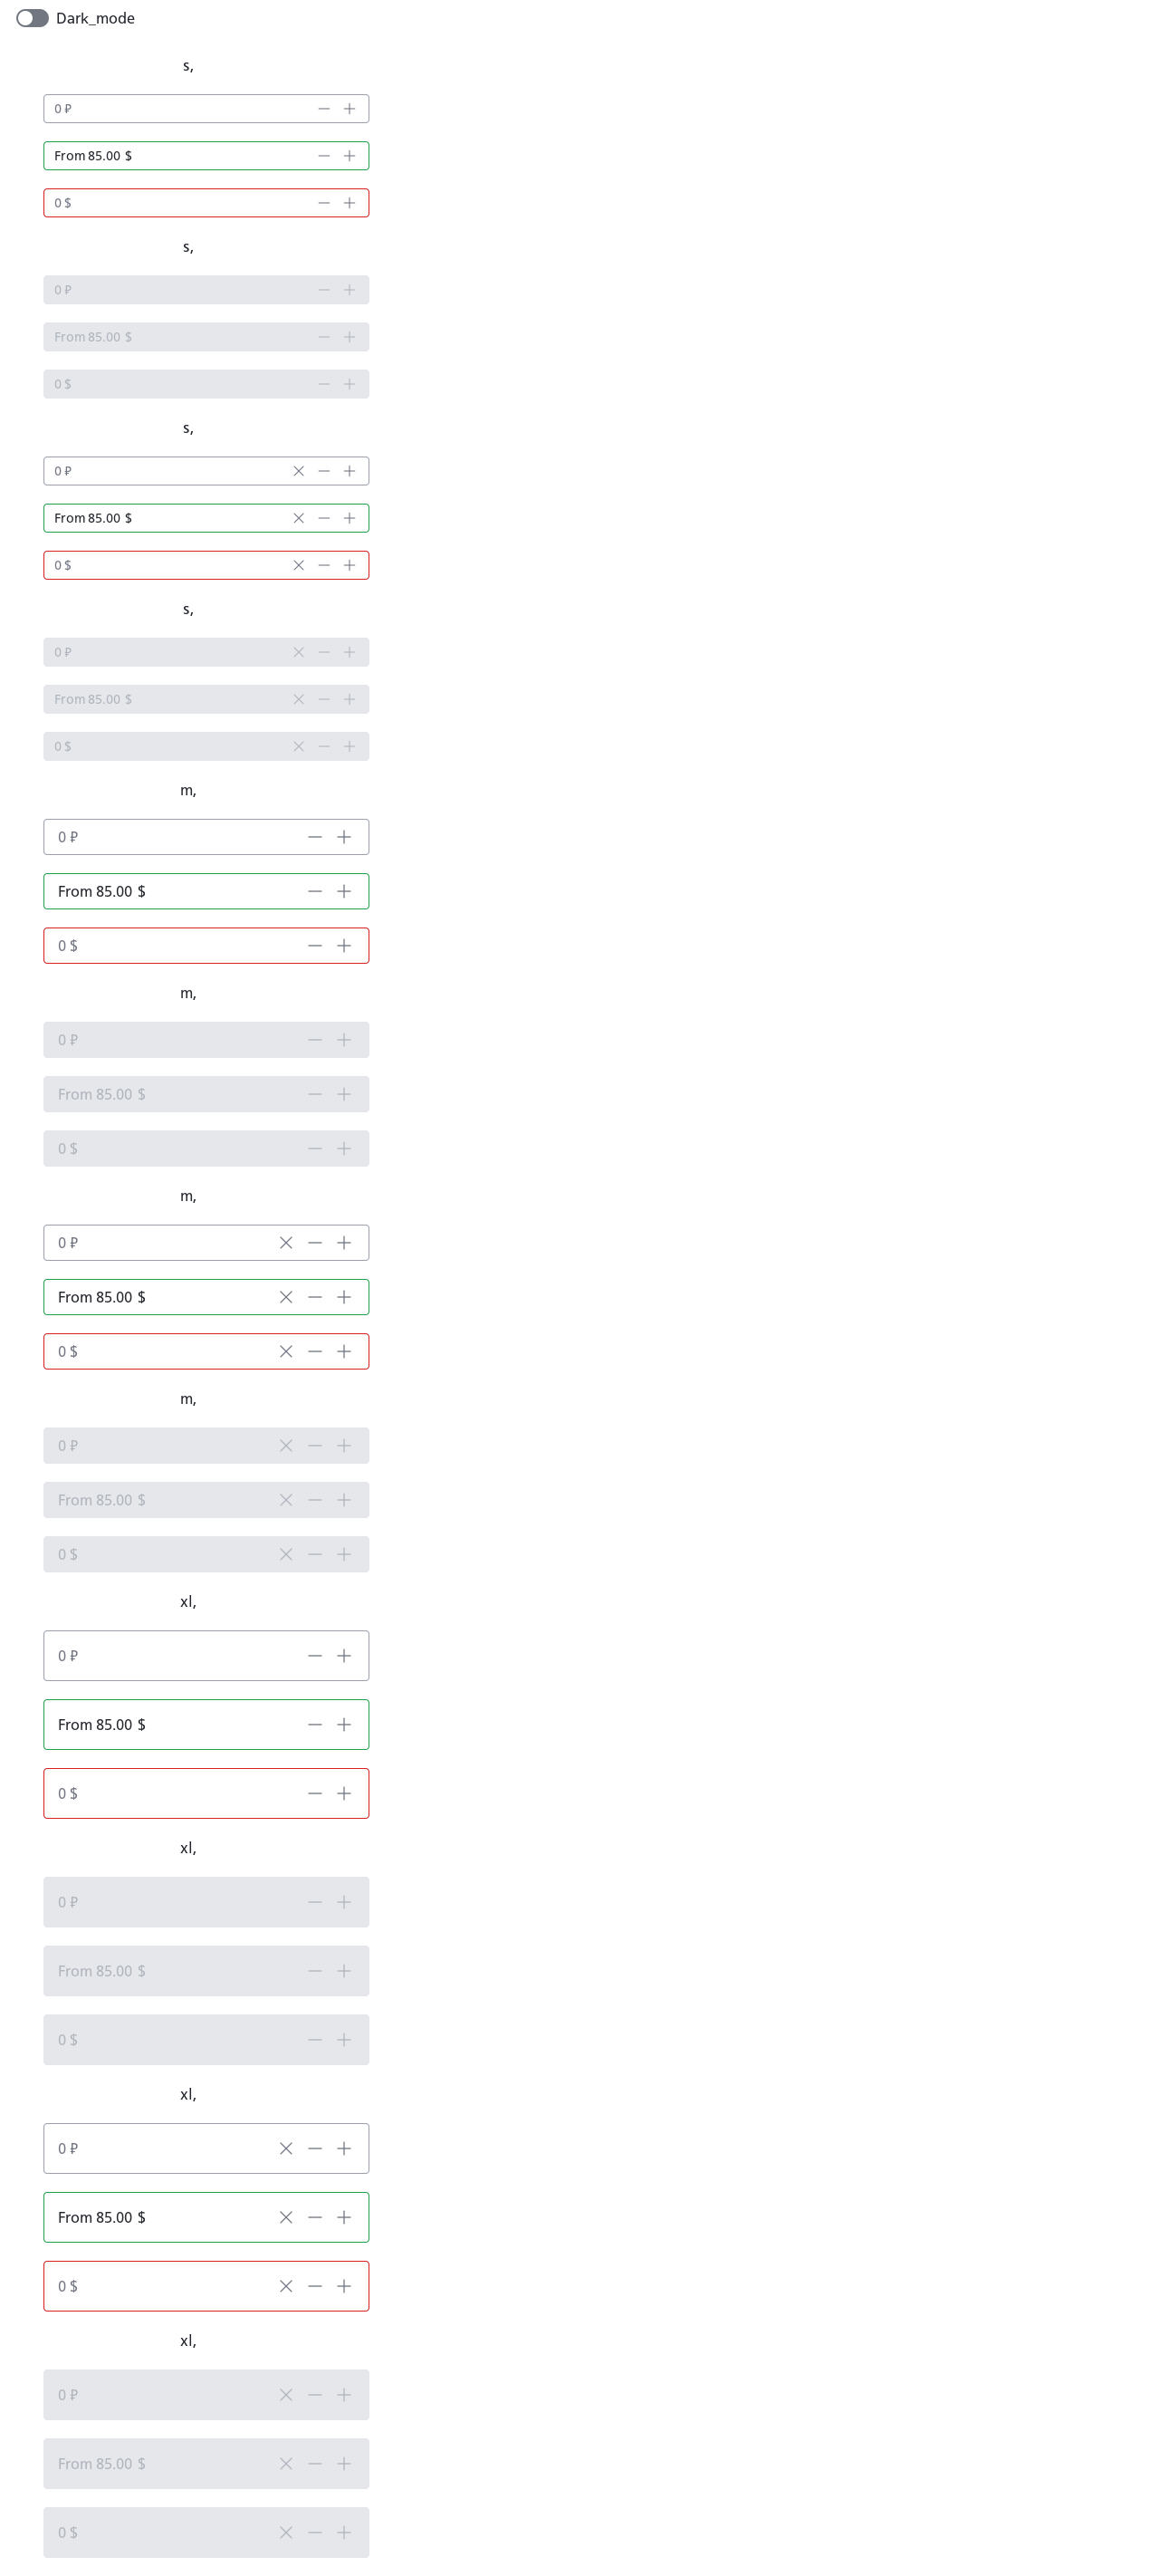 Dark_mode
s,
0 ₽
From 85.00 $
0 $
s,
0 ₽
From 85.00 $
0 $
s,
0 ₽
From 85.00 $
0 $
s,
0 ₽
From 85.00 $
0 $
m,
0 ₽
From 85.00 $
0 $
m,
0 ₽
From 85.00 $
0 $
m,
0 ₽
From 85.00 $
0 $
m,
0 ₽
From 85.00 $
0 $
xl,
0 ₽
From 85.00 $
0 $
xl,
0 ₽
From 85.00 $
0 $
xl,
0 ₽
From 85.00 $
0 $
xl,
0 ₽
From 85.00 $
0 $